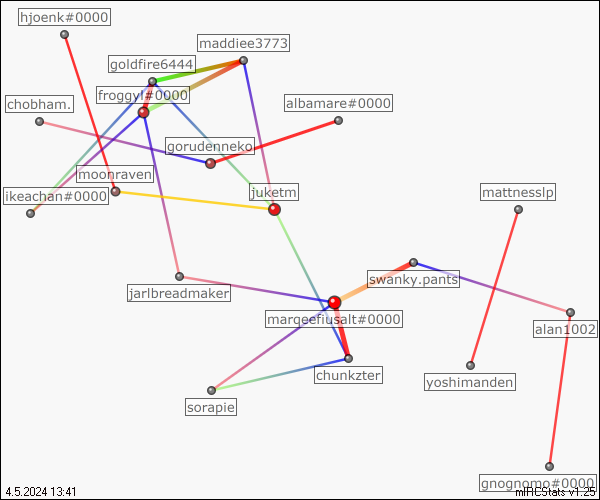 hjoenk#0000
maddiee3773
goldfire6444
froggyl#0000
chobham.
albamare#0000
gorudenneko
moonraven
ikeachan#0000
juketm
mattnesslp
swanky.pants
jarlbreadmaker
marqeefiusalt#0000
alan1002
chunkzter
yoshimanden
sorapie
gnognomo#0000
4.5.2024 13:41
mIRCStats v1.25